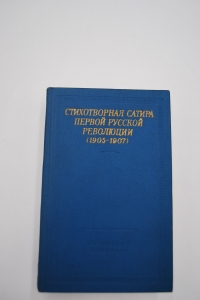 СТИХОТВОРНАЯ САТИРА
ПЕРВОЙ РУССКОЙ
РЕВОЛЮЦИИ
(1905-1907)